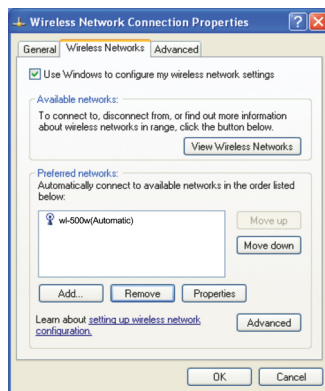 Wireless Network Connection Properties
General Wireless Networks Advanced
Use Windows to configure my wireless network settings
Available networks:
To connect to, disconnect from, or find out more information
about wireless networks in range, click the button below.
View Wireless Networks
Preferred networks:
Automatically connect to available networks in the order listed
below:
wl-500w(Automatic)
Move up
Move down
Add... Remove Properties
Learn about setting up wireless network
configuration.
Advanced
OK Cancel